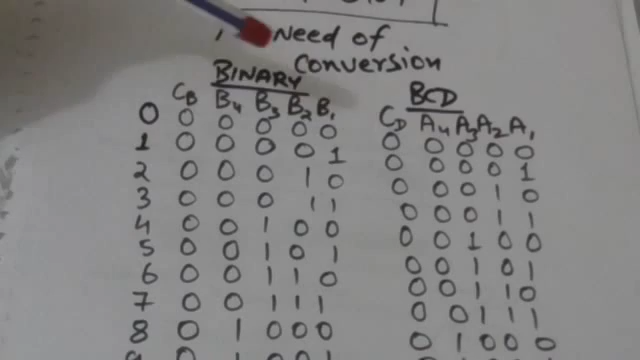 Need of
Conversion
BINARY BCD
CB B4 B3 B2 B1 CD A4 A3 A2 A1
0 0 0 0 0 0 0 0 0 0 0
1 0 0 0 0 1 0 0 0 0 1
2 0 0 0 1 0 0 0 0 1 0
3 0 0 0 1 1 0 0 0 1 1
4 0 0 1 0 0 0 0 1 0 0
5 0 0 1 0 1 0 0 1 0 1
6 0 0 1 1 0 0 0 1 1 0
7 0 0 1 1 1 0 0 1 1 1
8 0 1 0 0 0 0 1 0 0 0